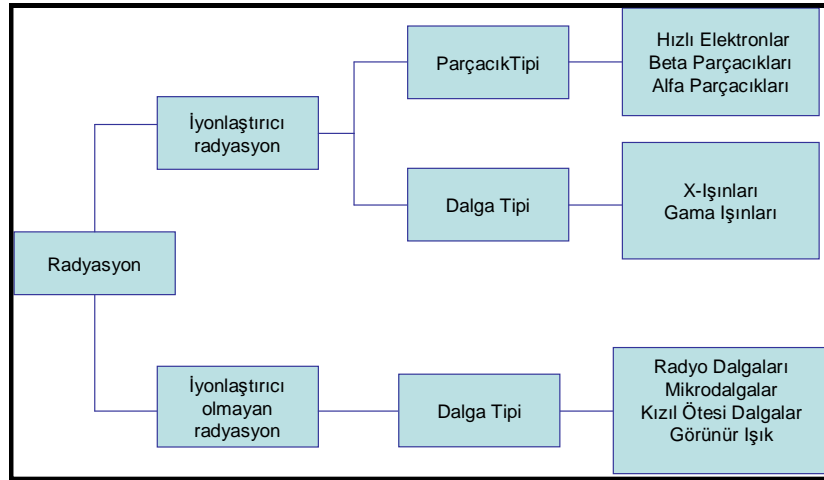 Hızlı Elektronlar
Beta Parçacıkları
Alfa Parçacıkları
ParçacıkTipi
İyonlaştırıcı
radyasyon
X-Işınları
Gama Işınları
Dalga Tipi
Radyasyon
İyonlaştırıcı
olmayan
radyasyon
Dalga Tipi
Radyo Dalgaları
Mikrodalgalar
Kızıl Ötesi Dalgalar
Görünür Işık